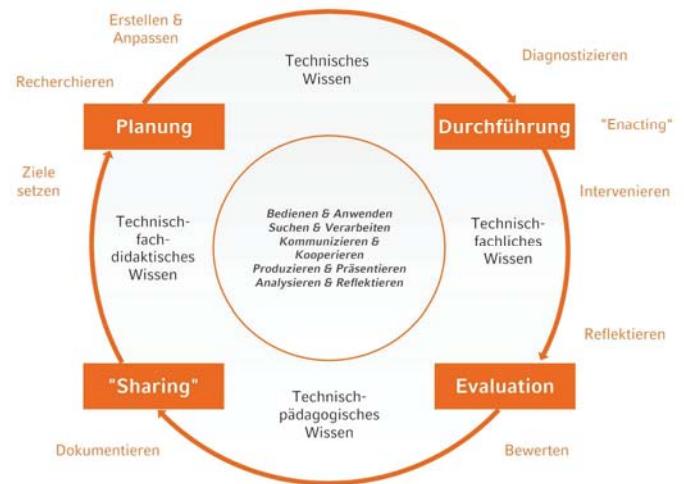 Erstellen &
Anpassen
Technisches
Wissen
Diagnostizieren
Recherchieren
Planung
Durchführung
"Enacting"
Ziele
setzen
Intervenieren
Technisch-
fach-
didaktisches
Wissen
Bedienen & Anwenden
Suchen & Verarbeiten
Kommunizieren &
Kooperieren
Produzieren & Präsentieren
Analysieren & Reflektieren
Technisch-
fachliches
Wissen
Reflektieren
"Sharing"
Technisch-
pädagogisches
Wissen
Evaluation
Dokumentieren
Bewerten